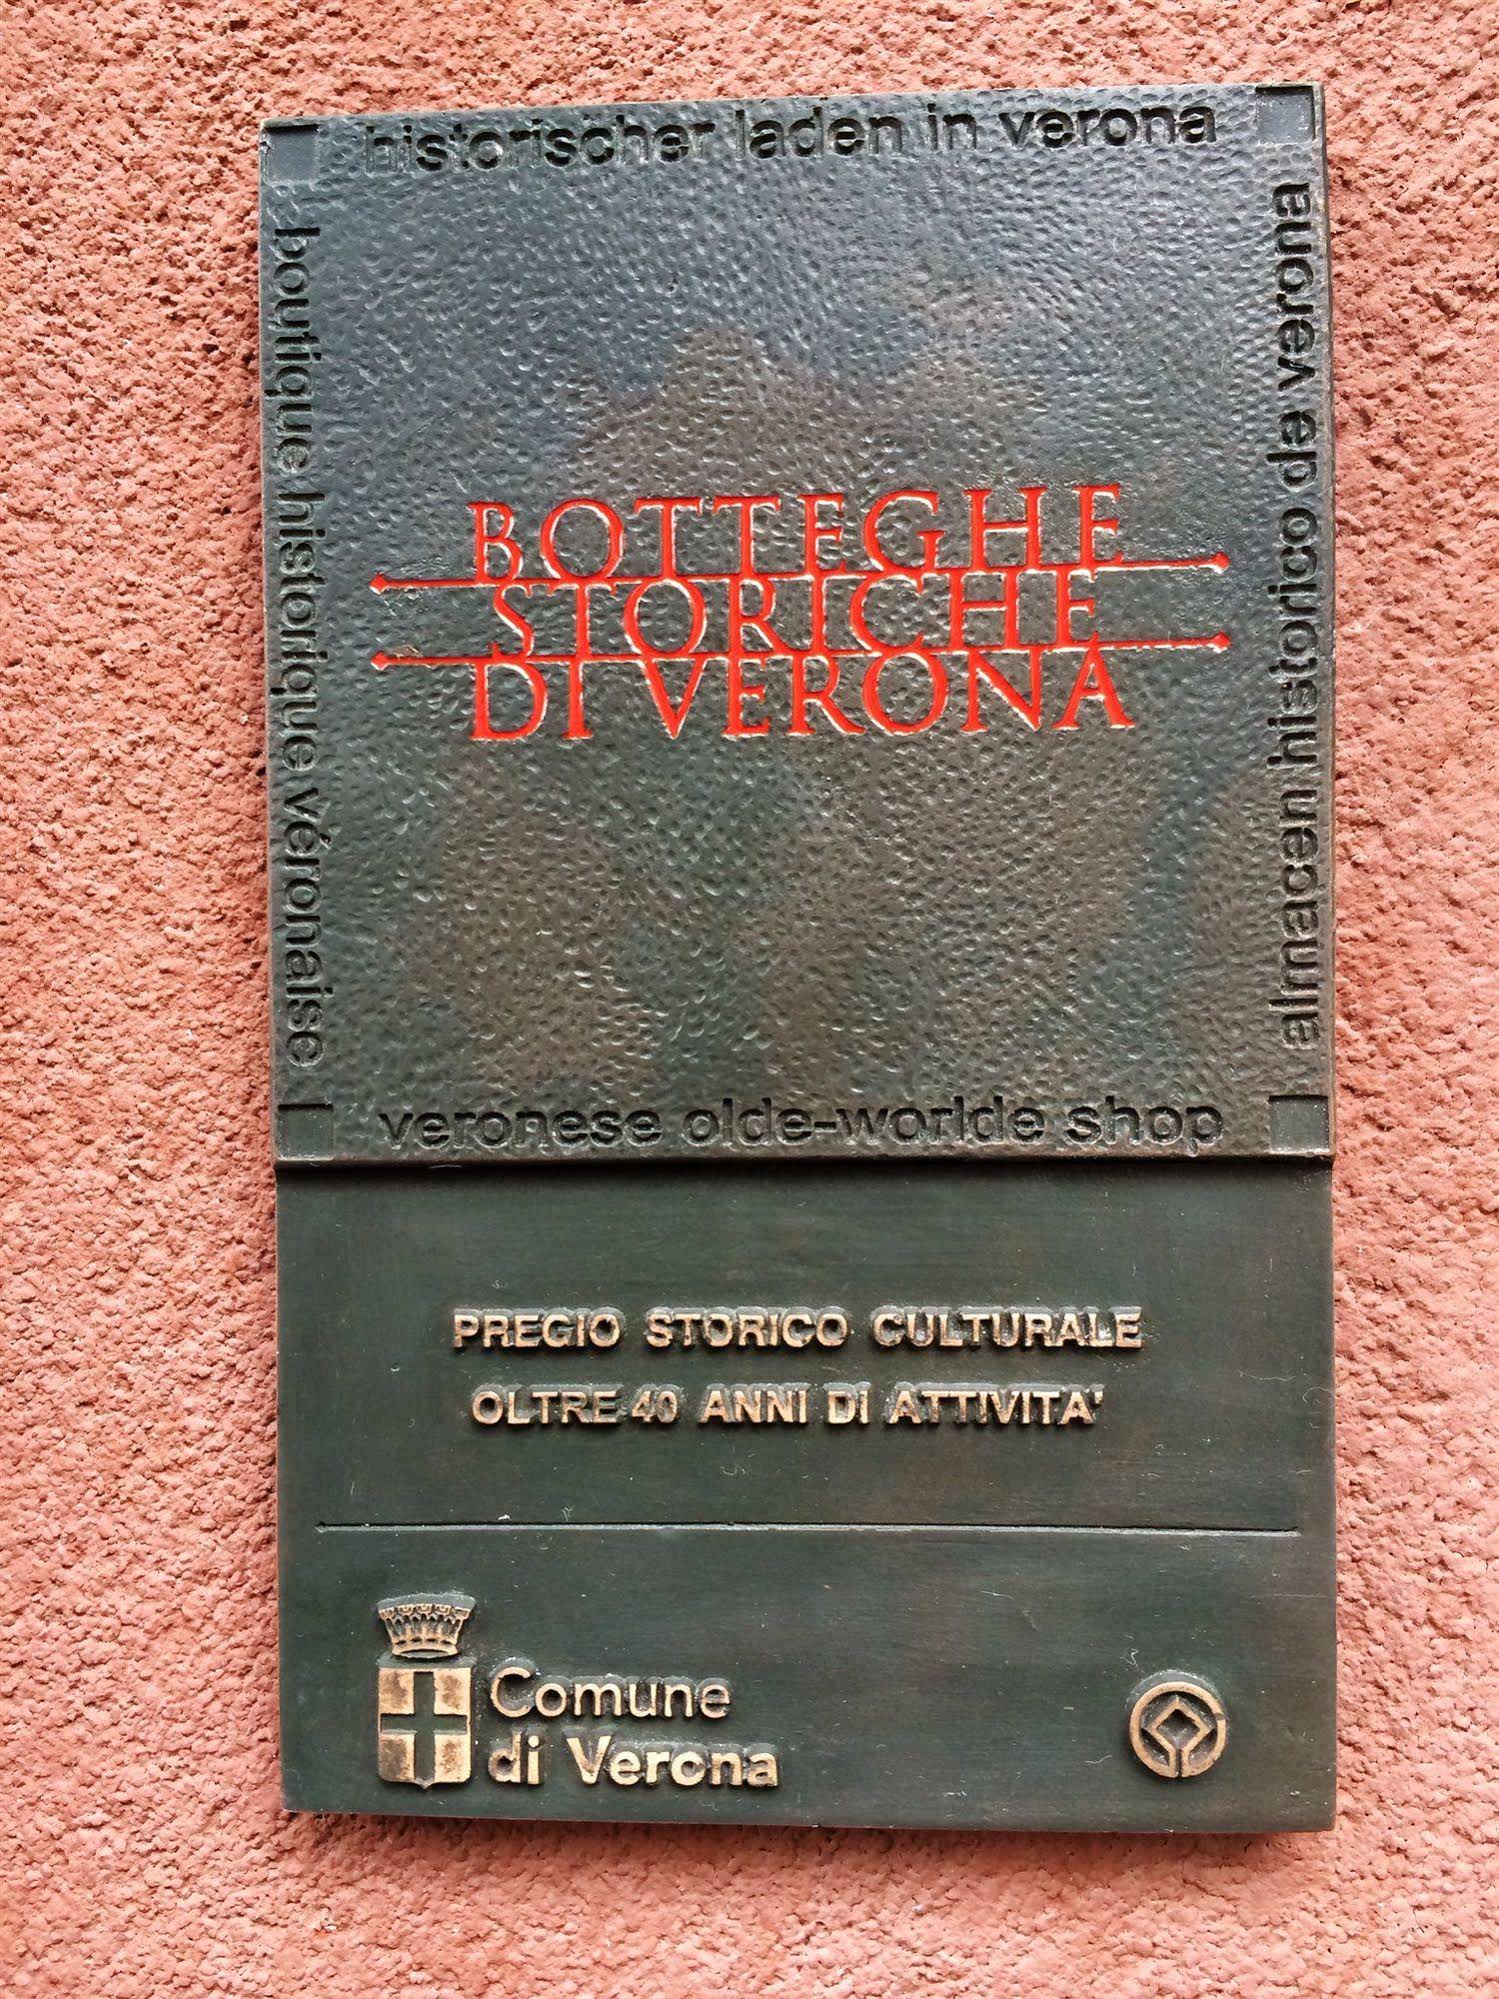 historischer laden in verona
boutique historique véronaise
almacen historico de verona
BOTTEGHE
STORICHE
DI VERONA
veronese olde-worlde shop
PREGIO STORICO CULTURALE
OLTRE 40 ANNI DI ATTIVITA'
Comune
di Verona